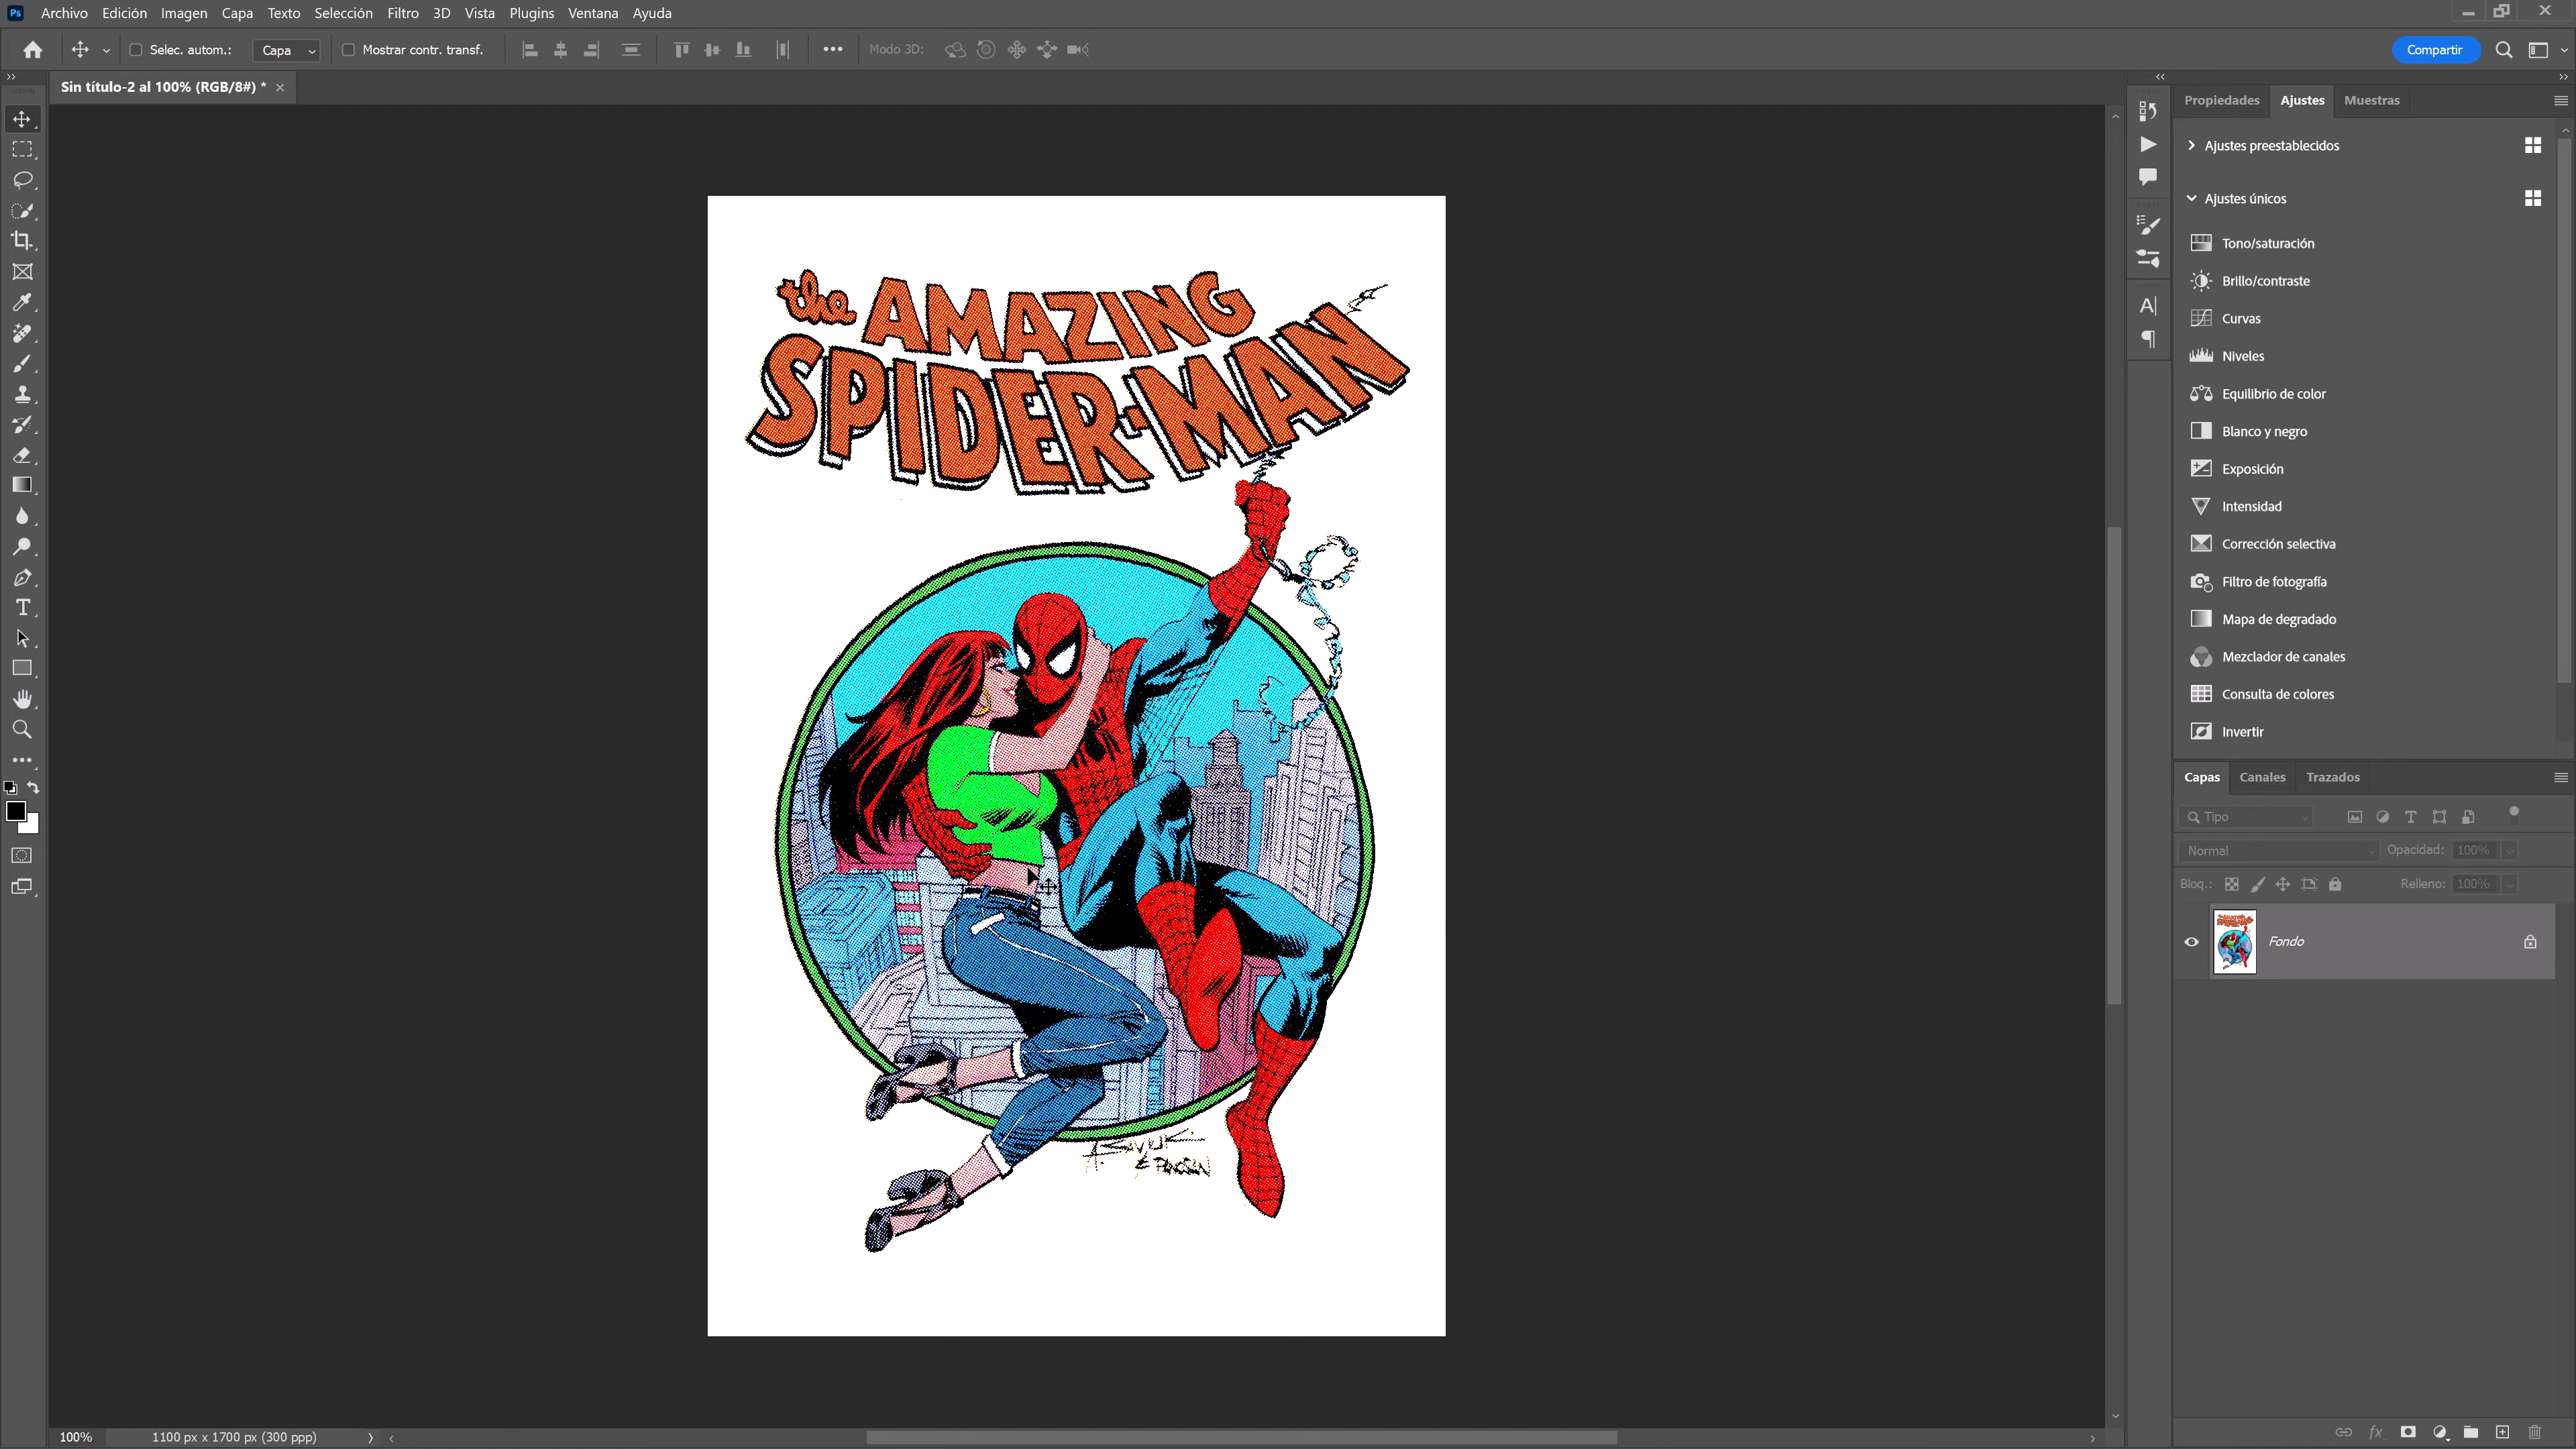 Ps Archivo Edición Imagen Capa Texto Selección Filtro 3D Vista Plugins Ventana Ayuda
Selec. autom.: Capa Mostrar contr. transf. Modo 3D: Compartir
Sin título-2 al 100% (RGB/8#) *
the AMAZING
SPIDER-MAN
Propiedades Ajustes Muestras
Ajustes preestablecidos
Ajustes únicos
Tono/saturación
Brillo/contraste
Curvas
Niveles
Equilibrio de color
Blanco y negro
Exposición
Intensidad
Corrección selectiva
Filtro de fotografía
Mapa de degradado
Mezclador de canales
Consulta de colores
Invertir
Capas Canales Trazados
Tipo
Normal Opacidad: 100%
Bloq.: Relleno: 100%
Fondo
100% 1100 px x 1700 px (300 ppp)